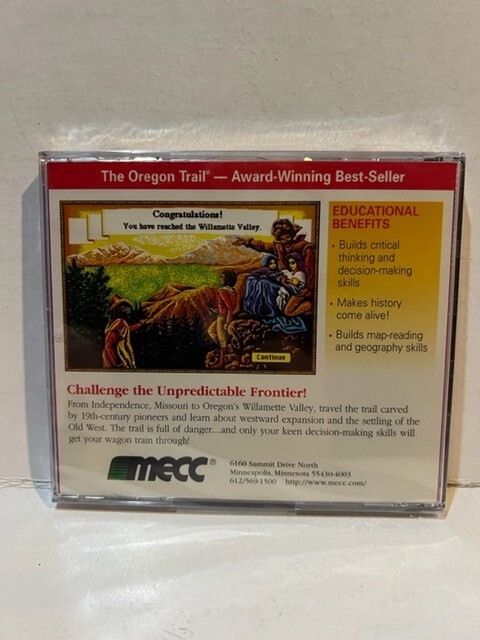 The Oregon Trail® — Award-Winning Best-Seller
Congratulations!
You have reached the Willamette Valley.
Continue
EDUCATIONAL
BENEFITS
• Builds critical
thinking and
decision-making
skills
• Makes history
come alive!
• Builds map-reading
and geography skills
Challenge the Unpredictable Frontier!
From Independence, Missouri to Oregon's Willamette Valley, travel the trail carved
by 19th-century pioneers and learn about westward expansion and the settling of the
Old West. The trail is full of danger....and only your keen decision-making skills will
get your wagon train through!
mecc®
6160 Summit Drive North
Minneapolis, Minnesota 55430-4003
612/569-1500 http://www.mecc.com/